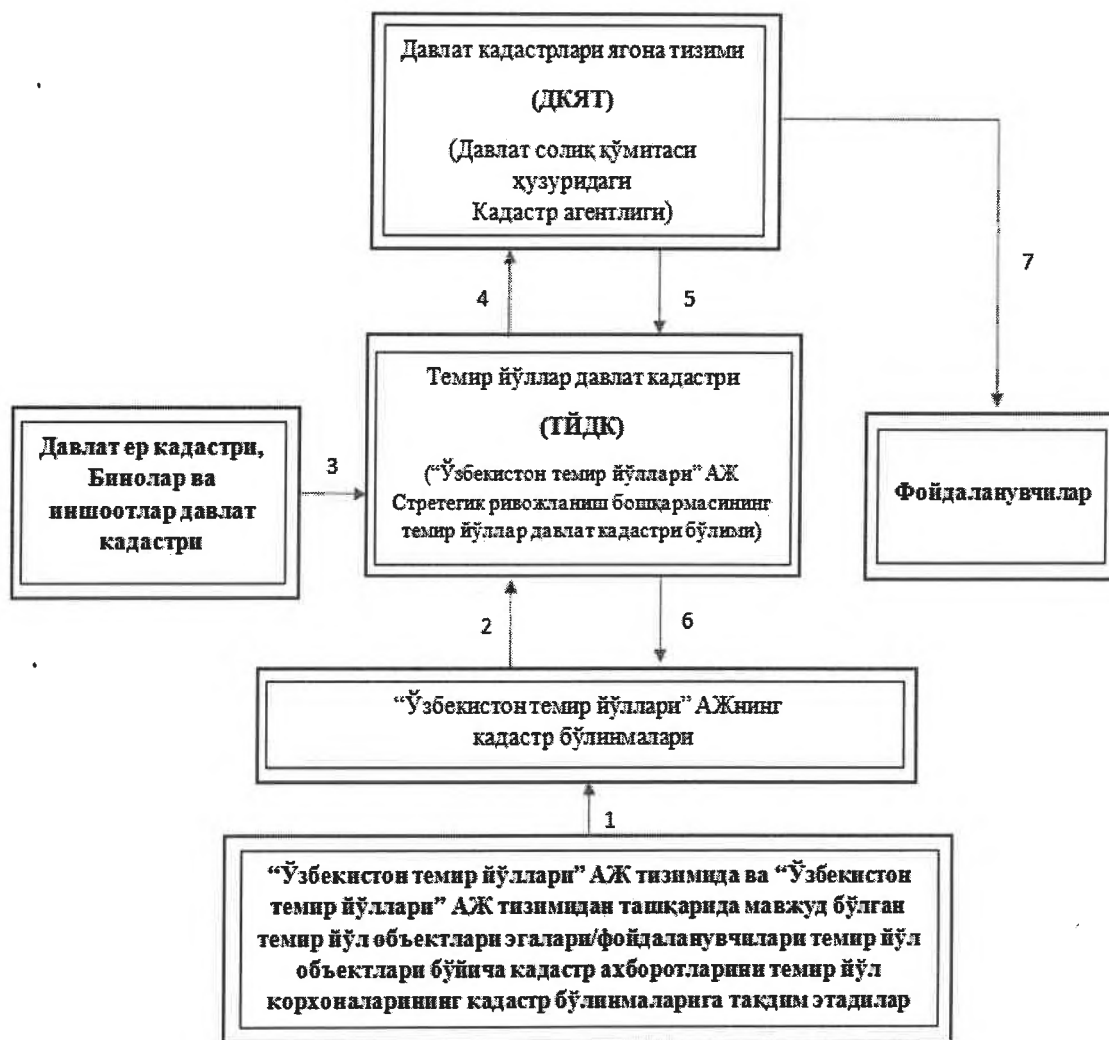 Давлат кадастрлари ягона тизими
(ДКЯТ)
(Давлат солиқ қўмитаси
ҳузуридаги
Кадастр агентлиги)
7
4
5
Темир йўллар давлат кадастри
(ТЙДК)
(“Ўзбекистон темир йўллари” АЖ
Стретегик ривожланиш бошқармасининг
темир йўллар давлат кадастри бўлими)
Давлат ер кадастри,
Бинолар ва
иншоотлар давлат
кадастри
3
Фойдаланувчилар
2
6
“Ўзбекистон темир йўллари” АЖнинг
кадастр бўлинмалари
1
“Ўзбекистон темир йўллари” АЖ тизимида ва “Ўзбекистон
темир йўллари” АЖ тизимидан ташқарида мавжуд бўлган
темир йўл объектлари эгалари/фойдаланувчилари темир йўл
объектлари бўйича кадастр ахборотларини темир йўл
корхоналарининг кадастр бўлинмаларига тақдим этадилар